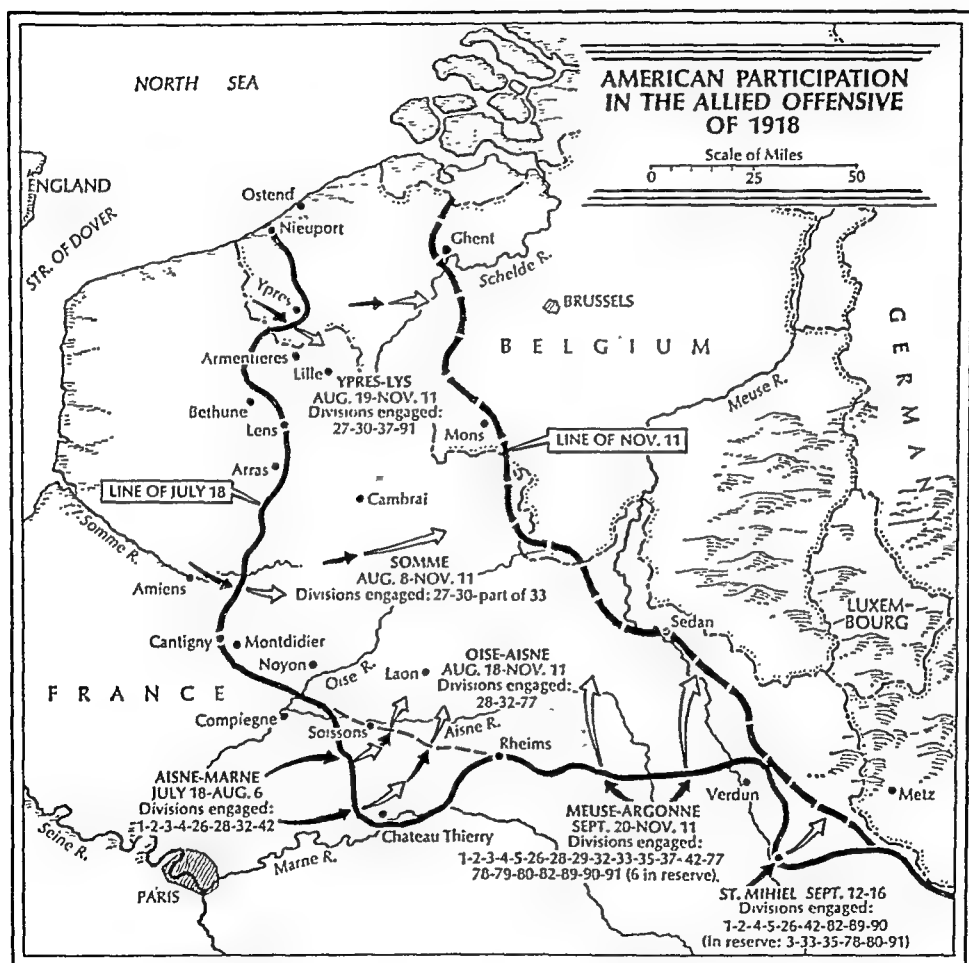 AMERICAN PARTICIPATION
IN THE ALLIED OFFENSIVE
OF 1918
Scale of Miles
0 25 50
NORTH SEA
ENGLAND
STR. OF DOVER
Ostend
Nieuport
Ghent
Schelde R.
Ypres
BRUSSELS
BELGIUM
GERMAN
Armentieres
Lille
YPRES-LYS
AUG. 19-NOV. 11
Divisions engaged:
27-30-37-91
Meuse R.
Bethune
Lens
Mons
LINE OF NOV. 11
Arras
LINE OF JULY 18
Cambrai
Somme R.
SOMME
AUG. 8-NOV. 11
Divisions engaged: 27-30-part of 33
Amiens
LUXEM-
BOURG
Sedan
Cantigny
Montdidier
Noyon
Oise R.
Laon
OISE-AISNE
AUG. 18-NOV. 11
Divisions engaged:
28-32-77
FRANCE
Compiegne
Soissons
Aisne R.
Rheims
AISNE-MARNE
JULY 18-AUG. 6
Divisions engaged:
1-2-3-4-26-28-32-42
Verdun
Metz
MEUSE-ARGONNE
SEPT. 20-NOV. 11
Divisions engaged:
1-2-3-4-5-26-28-29-32-33-35-37-42-77
78-79-80-82-89-90-91 (6 in reserve).
Chateau Thierry
Seine R.
Marne R.
PARIS
ST. MIHIEL SEPT. 12-16
Divisions engaged:
1-2-4-5-26-42-82-89-90
(In reserve: 3-33-35-78-80-91)